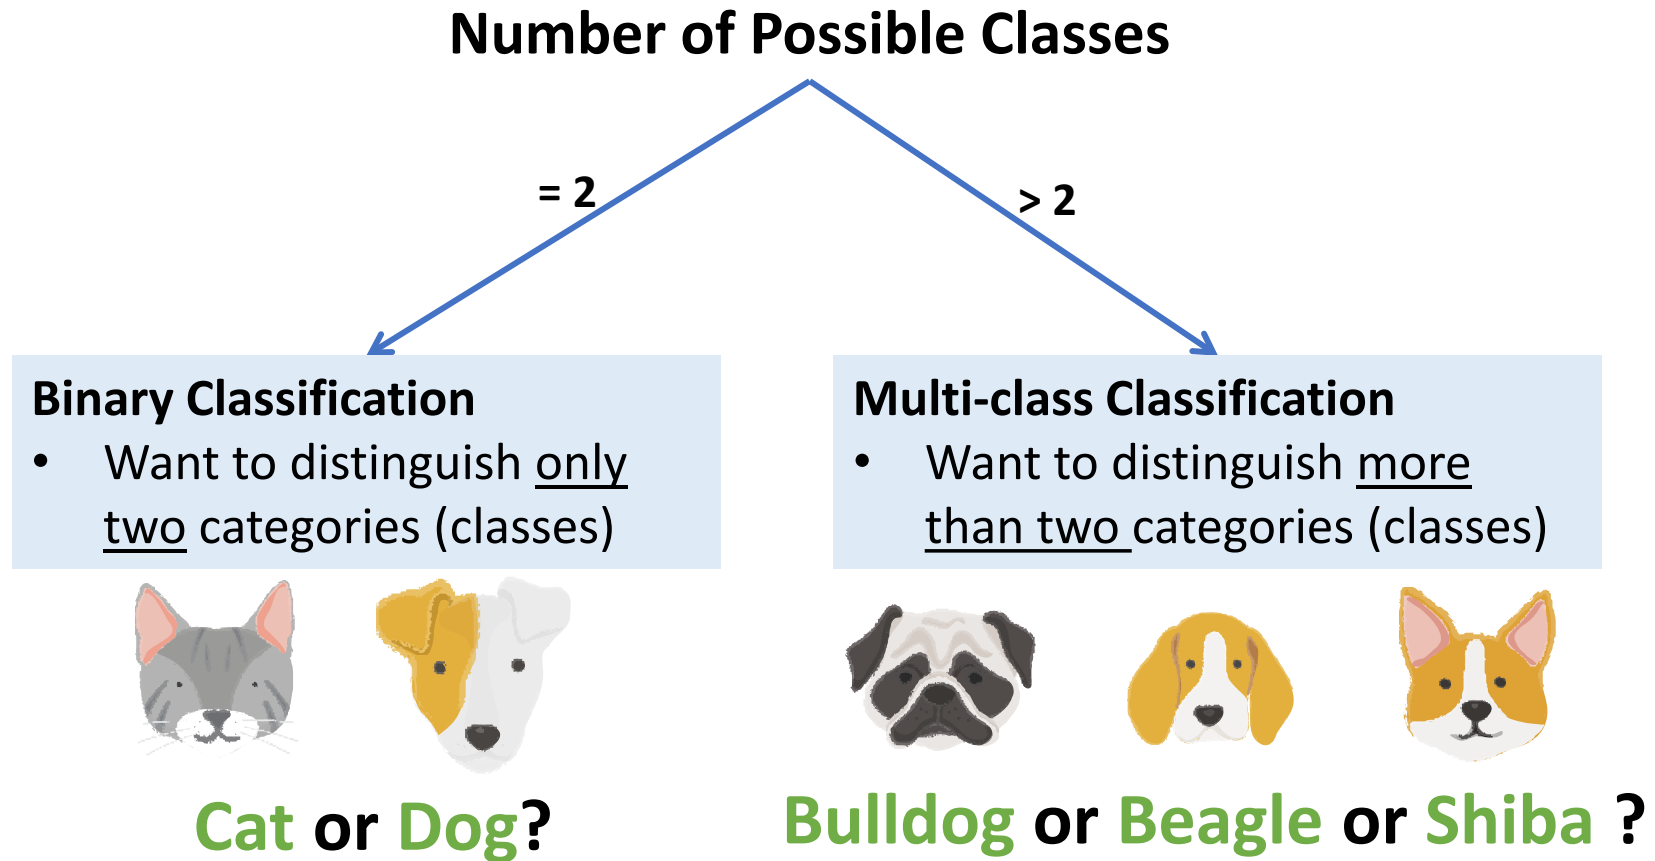 Number of Possible Classes
= 2
> 2
Binary Classification
• Want to distinguish only
two categories (classes)
Multi-class Classification
• Want to distinguish more
than two categories (classes)
Cat or Dog?
Bulldog or Beagle or Shiba ?